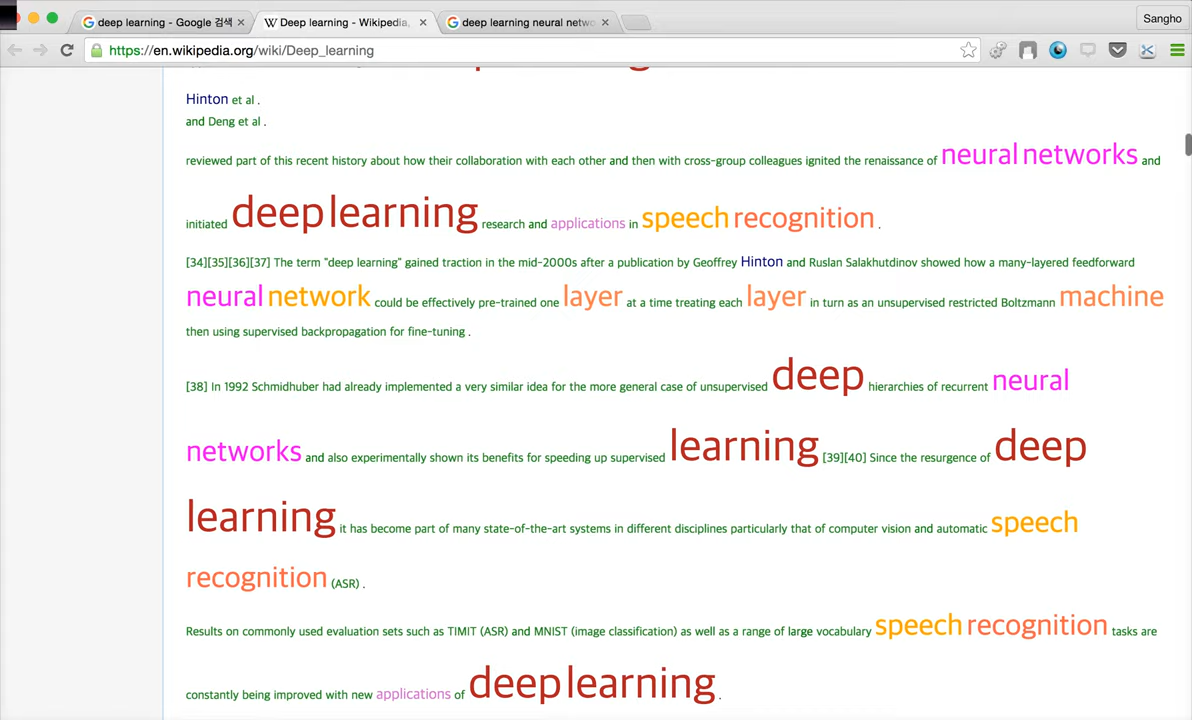 deep learning - Google 검색
Deep learning - Wikipedia,
deep learning neural netwo
Sangho
https://en.wikipedia.org/wiki/Deep_learning
Hinton et al .
and Deng et al .
reviewed part of this recent history about how their collaboration with each other and then with cross-group colleagues ignited the renaissance of neural networks and
initiated deep learning research and applications in speech recognition .
[34][35][36][37] The term "deep learning" gained traction in the mid-2000s after a publication by Geoffrey Hinton and Ruslan Salakhutdinov showed how a many-layered feedforward
neural network could be effectively pre-trained one layer at a time treating each layer in turn as an unsupervised restricted Boltzmann machine
then using supervised backpropagation for fine-tuning .
[38] In 1992 Schmidhuber had already implemented a very similar idea for the more general case of unsupervised deep hierarchies of recurrent neural
networks and also experimentally shown its benefits for speeding up supervised learning [39][40] Since the resurgence of deep
learning it has become part of many state-of-the-art systems in different disciplines particularly that of computer vision and automatic speech
recognition (ASR) .
Results on commonly used evaluation sets such as TIMIT (ASR) and MNIST (image classification) as well as a range of large vocabulary speech recognition tasks are
constantly being improved with new applications of deep learning .